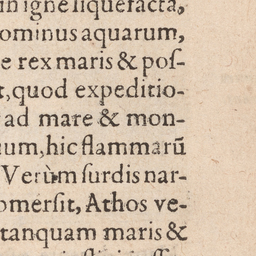 in igne liquefacta,
ominus aquarum,
e rex maris & pos-
t, quod expeditio-
ad mare & mon-
ium, hic flammarũ
Verùm surdis nar-
omersit, Athos ve-
tanquam maris &